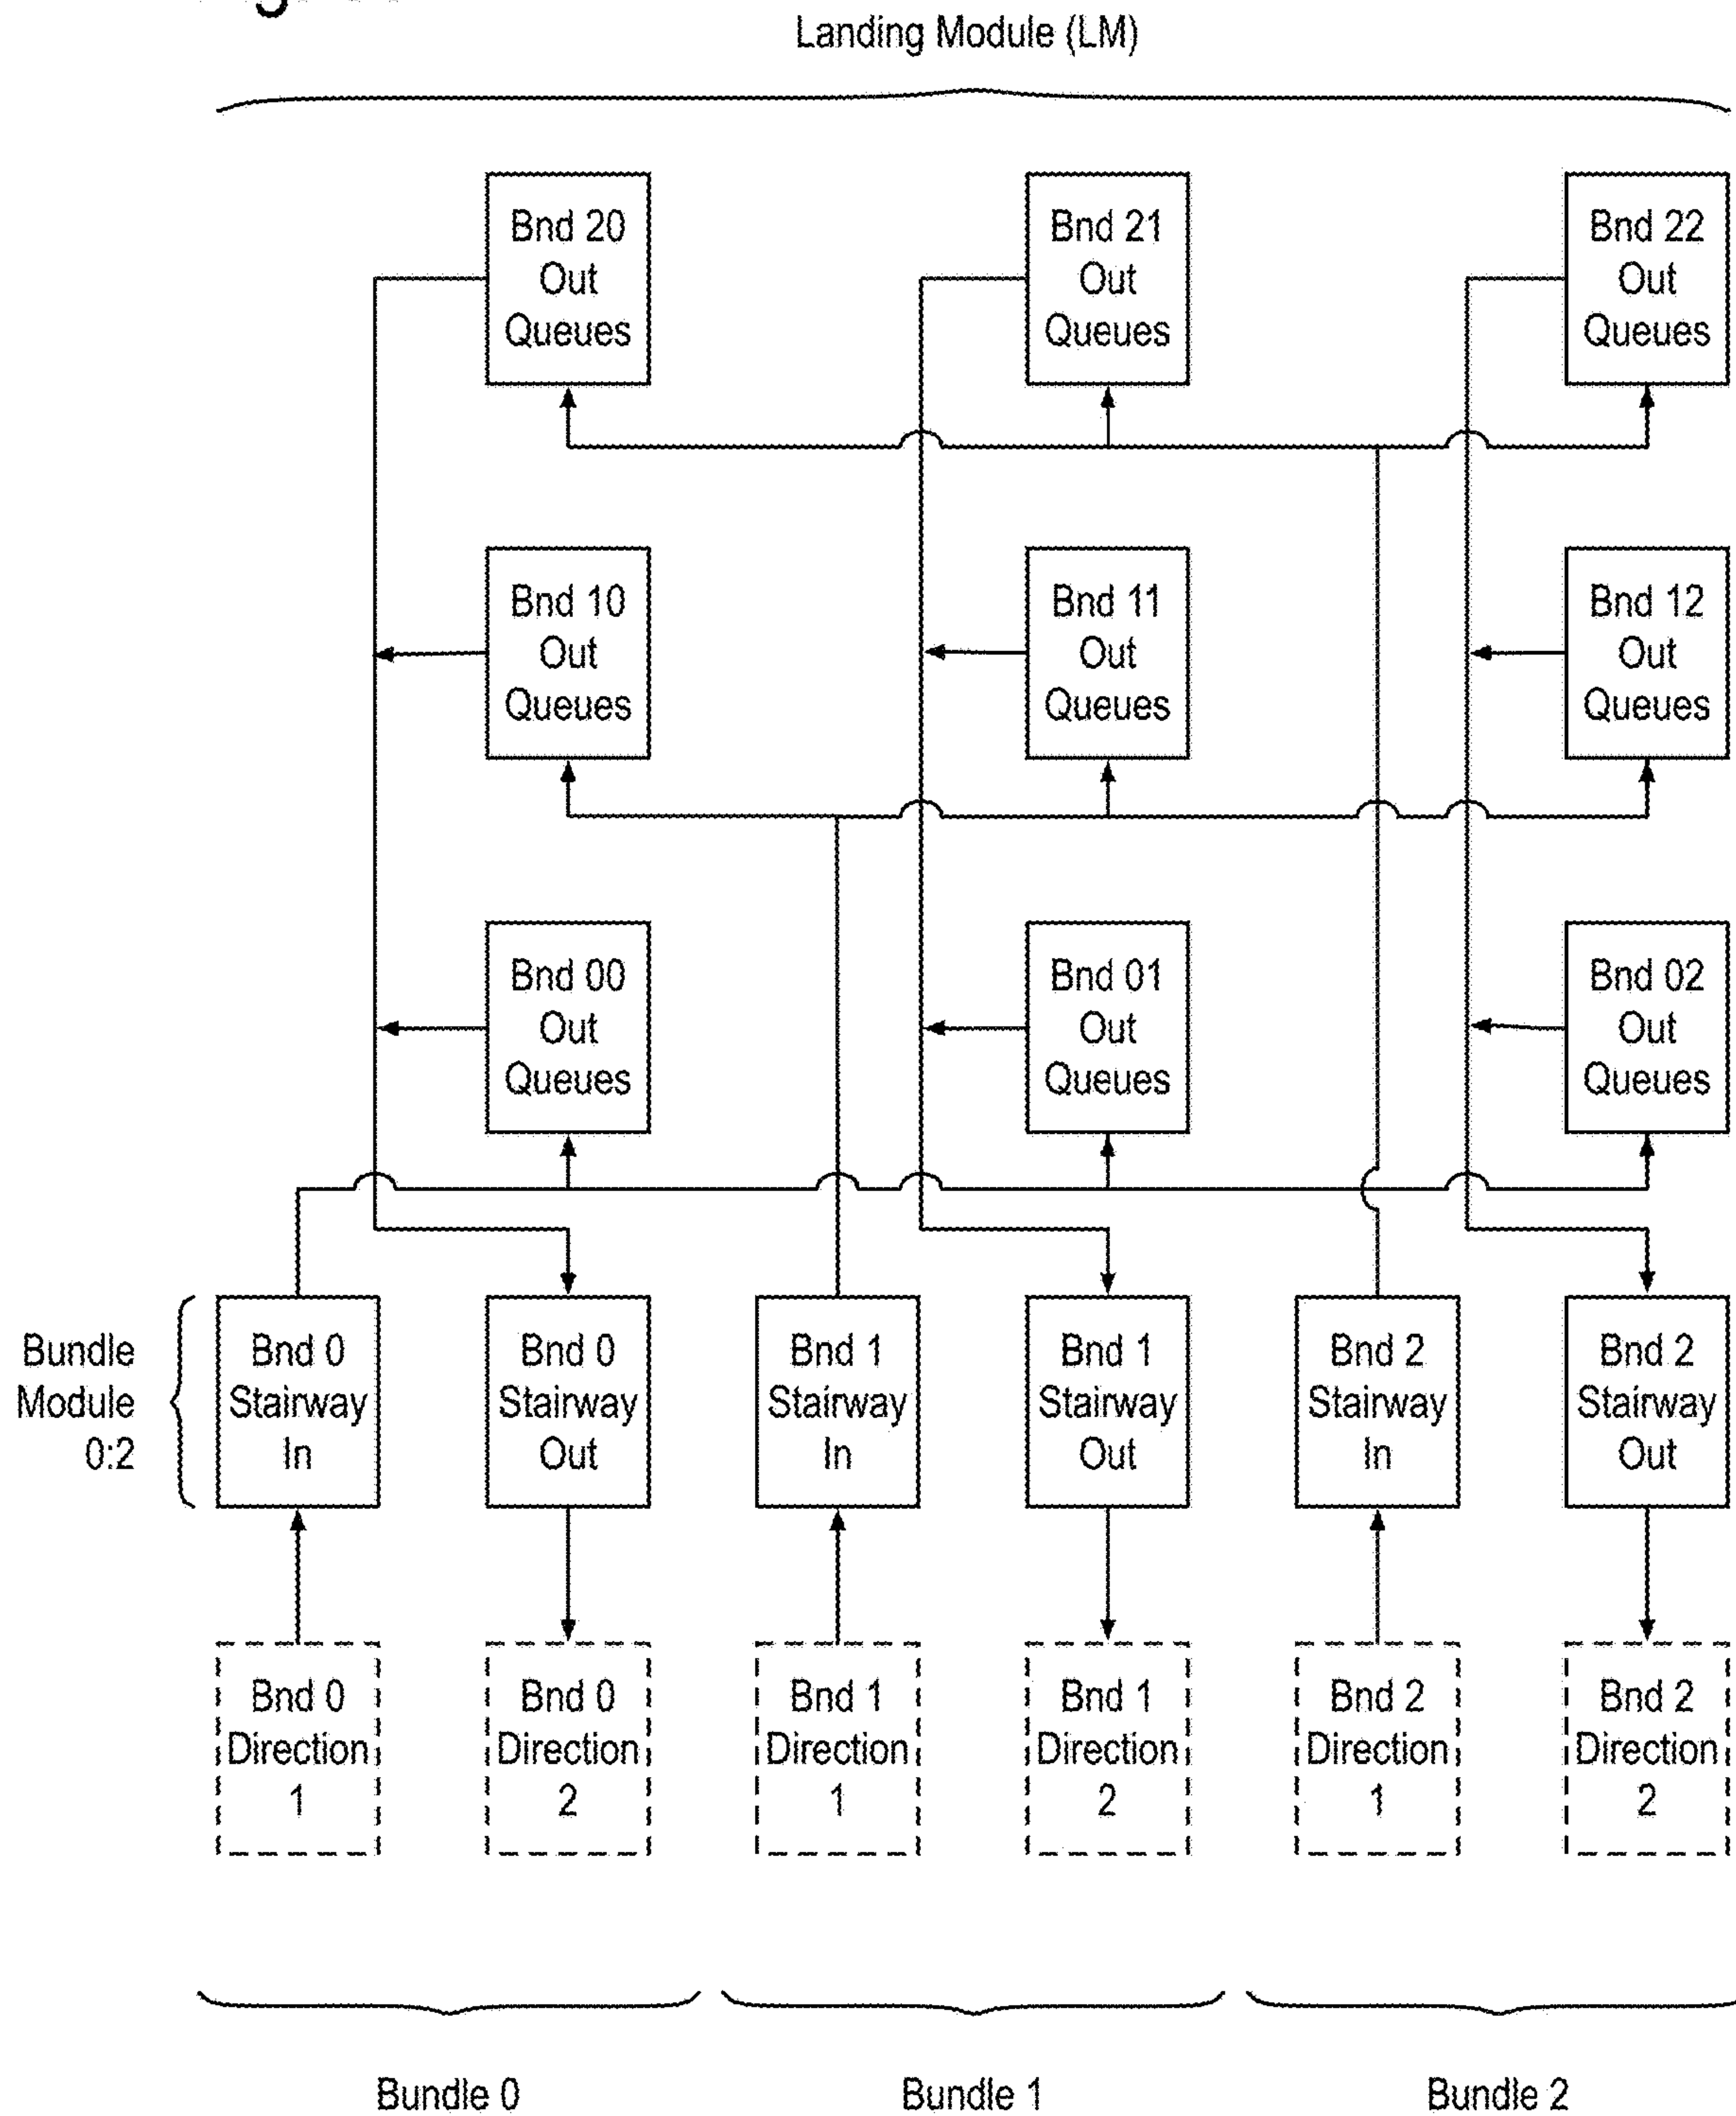 Landing Module (LM)
Bnd 20
Out
Queues
Bnd 21
Out
Queues
Bnd 22
Out
Queues
Bnd 10
Out
Queues
Bnd 11
Out
Queues
Bnd 12
Out
Queues
Bnd 00
Out
Queues
Bnd 01
Out
Queues
Bnd 02
Out
Queues
Bundle
Module
0:2
Bnd 0
Stairway
In
Bnd 0
Stairway
Out
Bnd 1
Stairway
In
Bnd 1
Stairway
Out
Bnd 2
Stairway
In
Bnd 2
Stairway
Out
Bnd 0
Direction
1
Bnd 0
Direction
2
Bnd 1
Direction
1
Bnd 1
Direction
2
Bnd 2
Direction
1
Bnd 2
Direction
2
Bundle 0
Bundle 1
Bundle 2